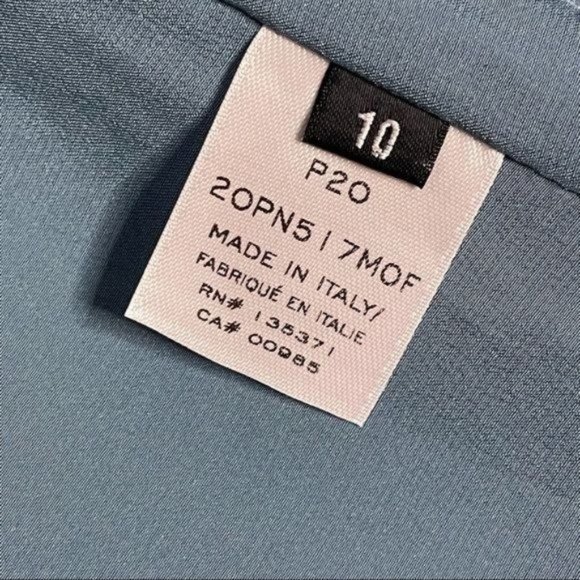 10
P20
20PN517MOF
MADE IN ITALY/
FABRIQUÉ EN ITALIE
RN# 135371
CA# 00985